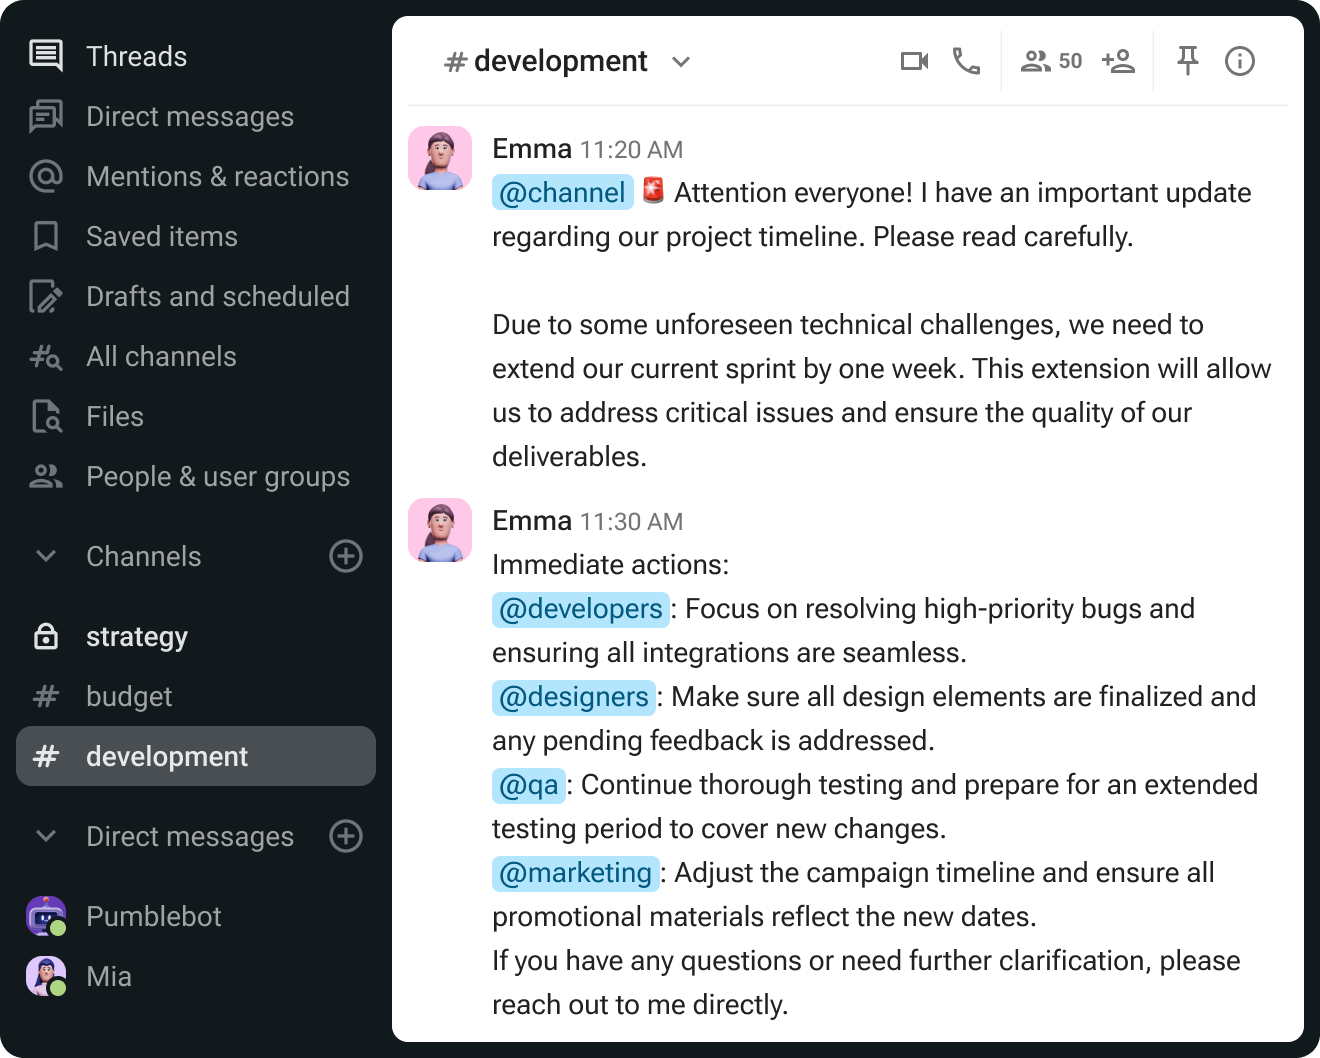 Threads
Direct messages
Mentions & reactions
Saved items
Drafts and scheduled
All channels
Files
People & user groups
Channels
strategy
# budget
# development
Direct messages
Pumblebot
Mia
# development
50
Emma 11:20 AM
@channel 🚨 Attention everyone! I have an important update
regarding our project timeline. Please read carefully.
Due to some unforeseen technical challenges, we need to
extend our current sprint by one week. This extension will allow
us to address critical issues and ensure the quality of our
deliverables.
Emma 11:30 AM
Immediate actions:
@developers: Focus on resolving high-priority bugs and
ensuring all integrations are seamless.
@designers: Make sure all design elements are finalized and
any pending feedback is addressed.
@qa: Continue thorough testing and prepare for an extended
testing period to cover new changes.
@marketing: Adjust the campaign timeline and ensure all
promotional materials reflect the new dates.
If you have any questions or need further clarification, please
reach out to me directly.